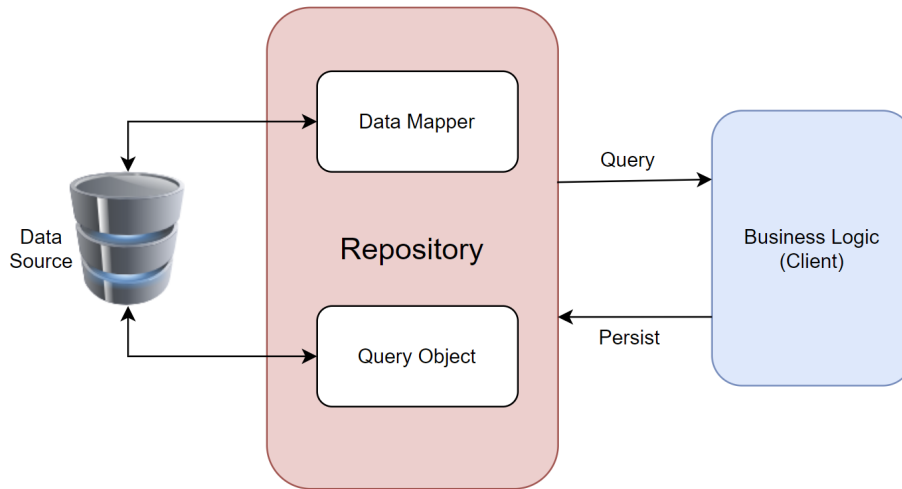 Data Mapper
Query
Data
Source
Repository
Business Logic
(Client)
Persist
Query Object